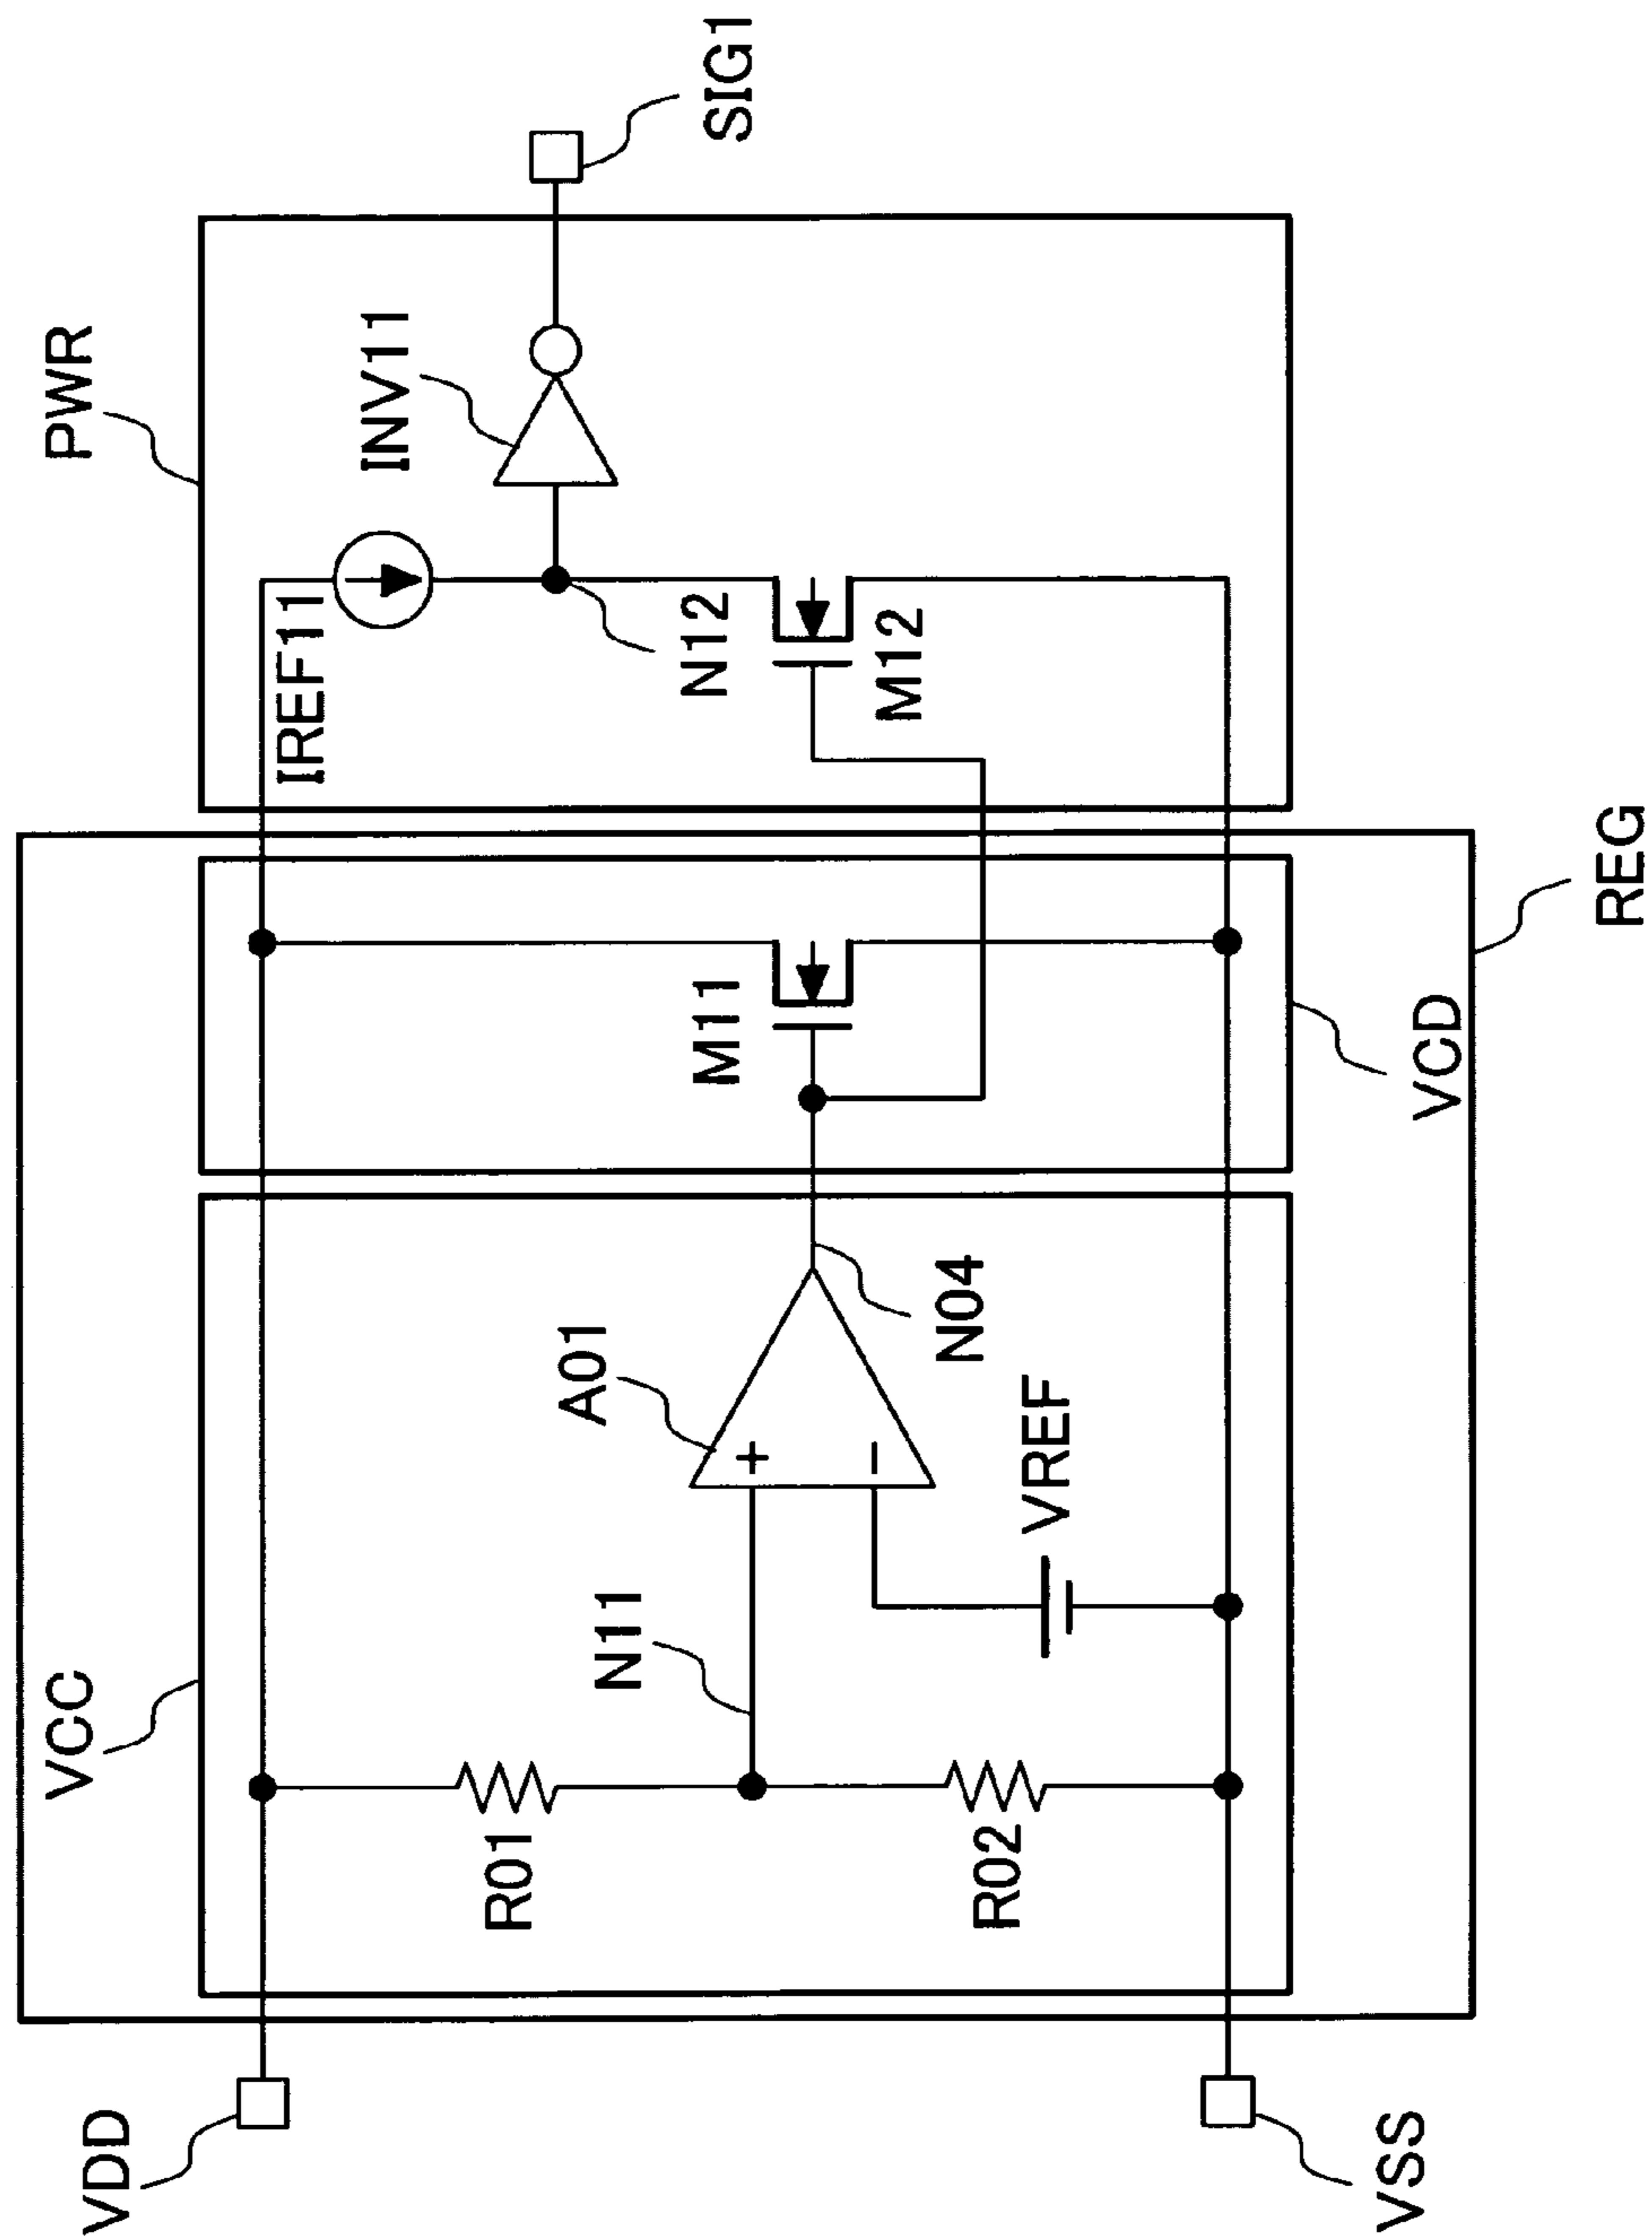 VCC
PWR
VDD
R01
N11
A01
M11
IREF11
INV11
N12
SIG1
R02
VREF
N04
M12
+
−
VSS
VCD
REG